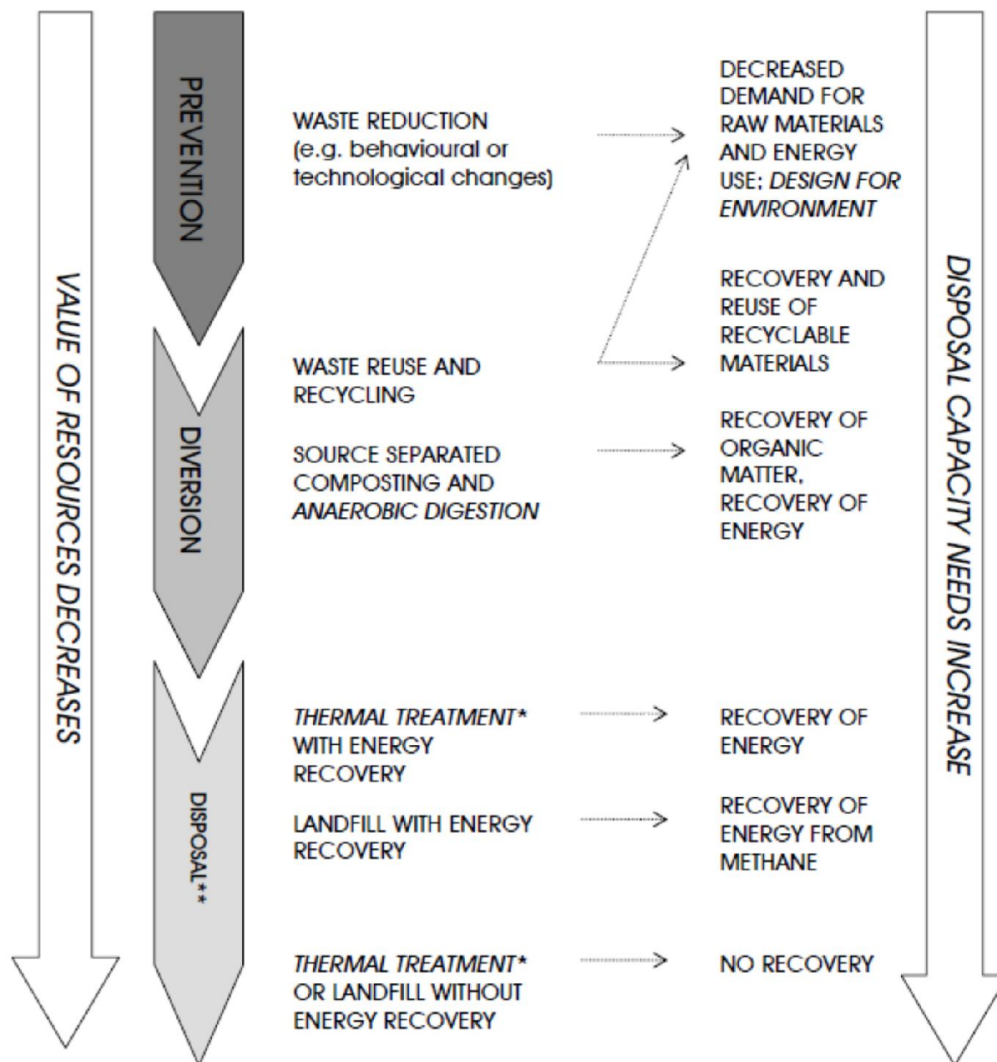 VALUE OF RESOURCES DECREASES
PREVENTION
WASTE REDUCTION
(e.g. behavioural or
technological changes)
DECREASED
DEMAND FOR
RAW MATERIALS
AND ENERGY
USE; DESIGN FOR
ENVIRONMENT
DIVERSION
WASTE REUSE AND
RECYCLING
RECOVERY AND
REUSE OF
RECYCLABLE
MATERIALS
SOURCE SEPARATED
COMPOSTING AND
ANAEROBIC DIGESTION
RECOVERY OF
ORGANIC
MATTER,
RECOVERY OF
ENERGY
DISPOSAL**
THERMAL TREATMENT*
WITH ENERGY
RECOVERY
RECOVERY OF
ENERGY
LANDFILL WITH ENERGY
RECOVERY
RECOVERY OF
ENERGY FROM
METHANE
THERMAL TREATMENT*
OR LANDFILL WITHOUT
ENERGY RECOVERY
NO RECOVERY
DISPOSAL CAPACITY NEEDS INCREASE